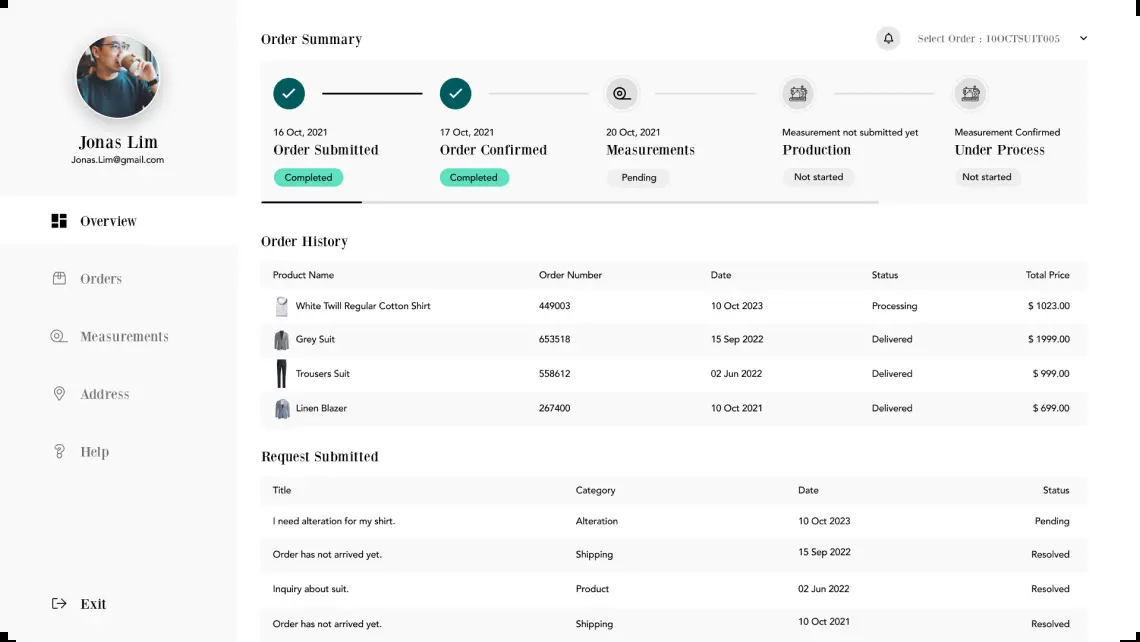 Jonas Lim
Jonas.Lim@gmail.com
Overview
Orders
Measurements
Address
Help
Exit
Order Summary
Select Order : 10OCTSUIT005
16 Oct, 2021
Order Submitted
Completed
17 Oct, 2021
Order Confirmed
Completed
20 Oct, 2021
Measurements
Pending
Measurement not submitted yet
Production
Not started
Measurement Confirmed
Under Process
Not started
Order History
Product Name Order Number Date Status Total Price
White Twill Regular Cotton Shirt 449003 10 Oct 2023 Processing $ 1023.00
Grey Suit 653518 15 Sep 2022 Delivered $ 1999.00
Trousers Suit 558612 02 Jun 2022 Delivered $ 999.00
Linen Blazer 267400 10 Oct 2021 Delivered $ 699.00
Request Submitted
Title Category Date Status
I need alteration for my shirt. Alteration 10 Oct 2023 Pending
Order has not arrived yet. Shipping 15 Sep 2022 Resolved
Inquiry about suit. Product 02 Jun 2022 Resolved
Order has not arrived yet. Shipping 10 Oct 2021 Resolved